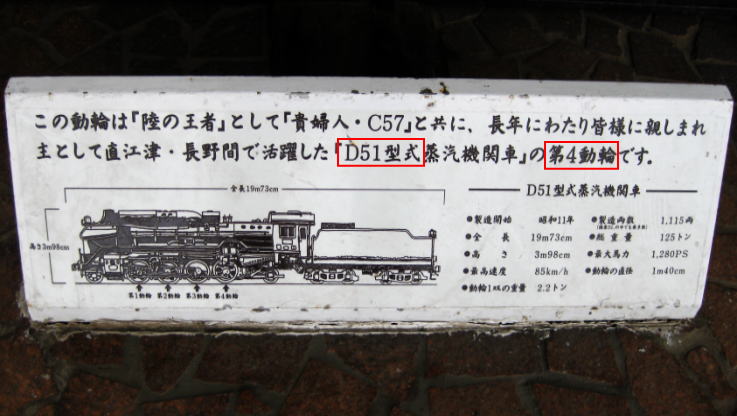 この動輪は『陸の王者』として『貴婦人・C57』と共に、長年にわたり皆様に親しまれ
主として直江津・長野間で活躍した『D51型式蒸汽機関車』の第4動輪です。
全長19m73cm
高さ3m98cm
第1動輪 第2動輪 第3動輪 第4動輪
D51型式蒸汽機関車
●製造開始 昭和11年
●全長 19m73cm
●高さ 3m98cm
●最高速度 85km/h
●動輪1双の重量 2.2トン
●製造両数 1,115両
●総重量 125トン
●最大馬力 1,280PS
●動輪の直径 1m40cm